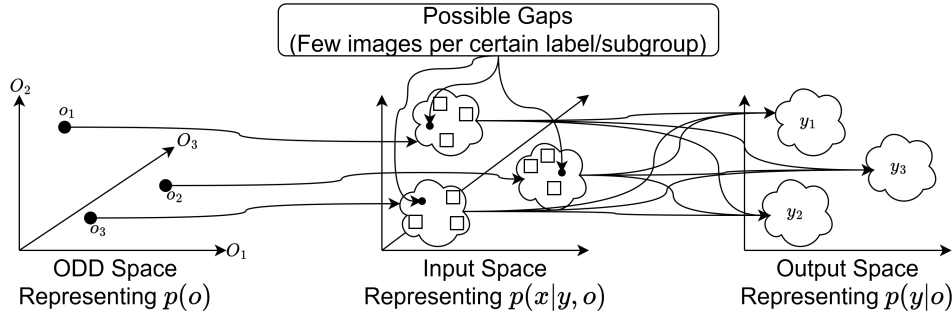 Possible Gaps
(Few images per certain label/subgroup)
O₂
o₁
O₃
o₂
o₃
O₁
y₁
y₃
y₂
ODD Space
Representing p(o)
Input Space
Representing p(x|y, o)
Output Space
Representing p(y|o)